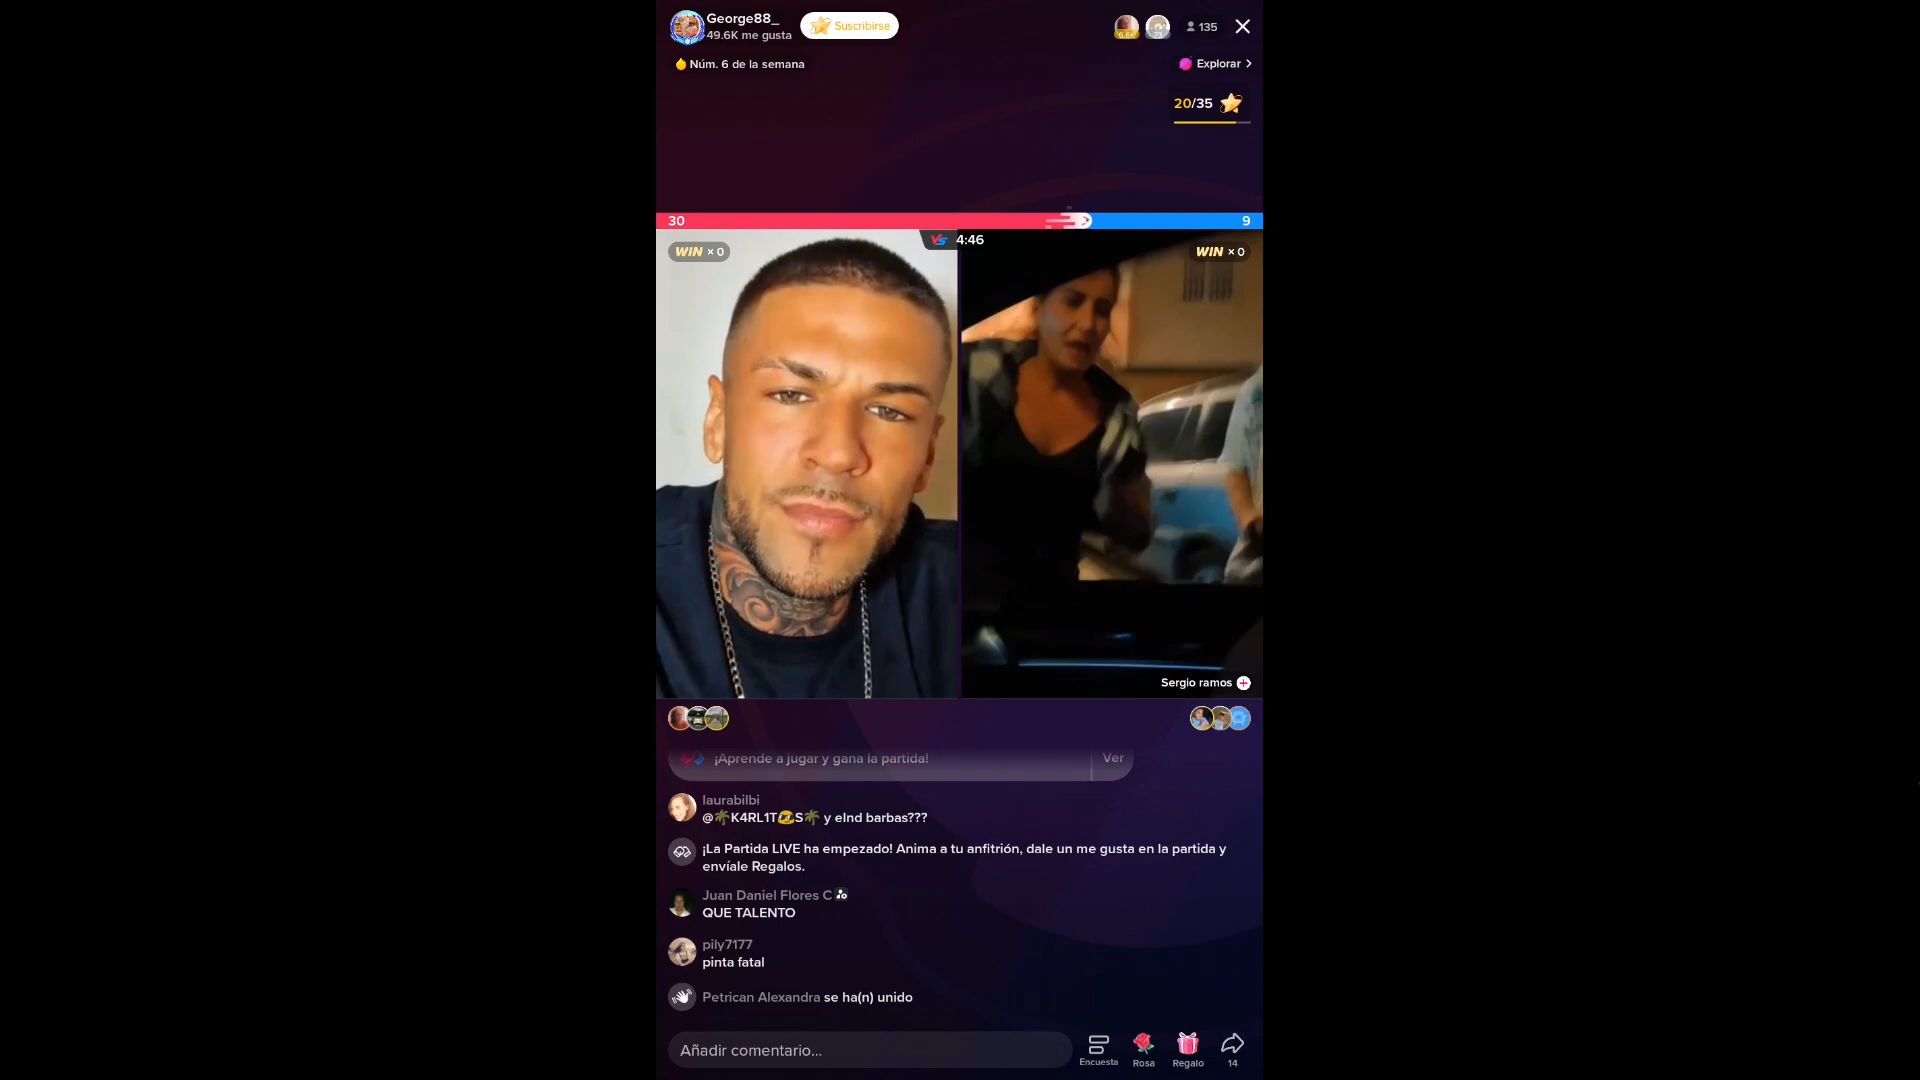 George88_
49.6K me gusta
Suscribirse
135
Núm. 6 de la semana
Explorar
20/35
30
9
VS 4:46
WIN × 0
WIN × 0
Sergio ramos
¡Aprende a jugar y gana la partida!
Ver
laurabilbi
@🌴K4RL1T😎S🌴 y elnd barbas???
¡La Partida LIVE ha empezado! Anima a tu anfitrión, dale un me gusta en la partida y
envíale Regalos.
Juan Daniel Flores C
QUE TALENTO
pily7177
pinta fatal
Petrican Alexandra se ha(n) unido
Añadir comentario...
Encuesta
Rosa
Regalo
14